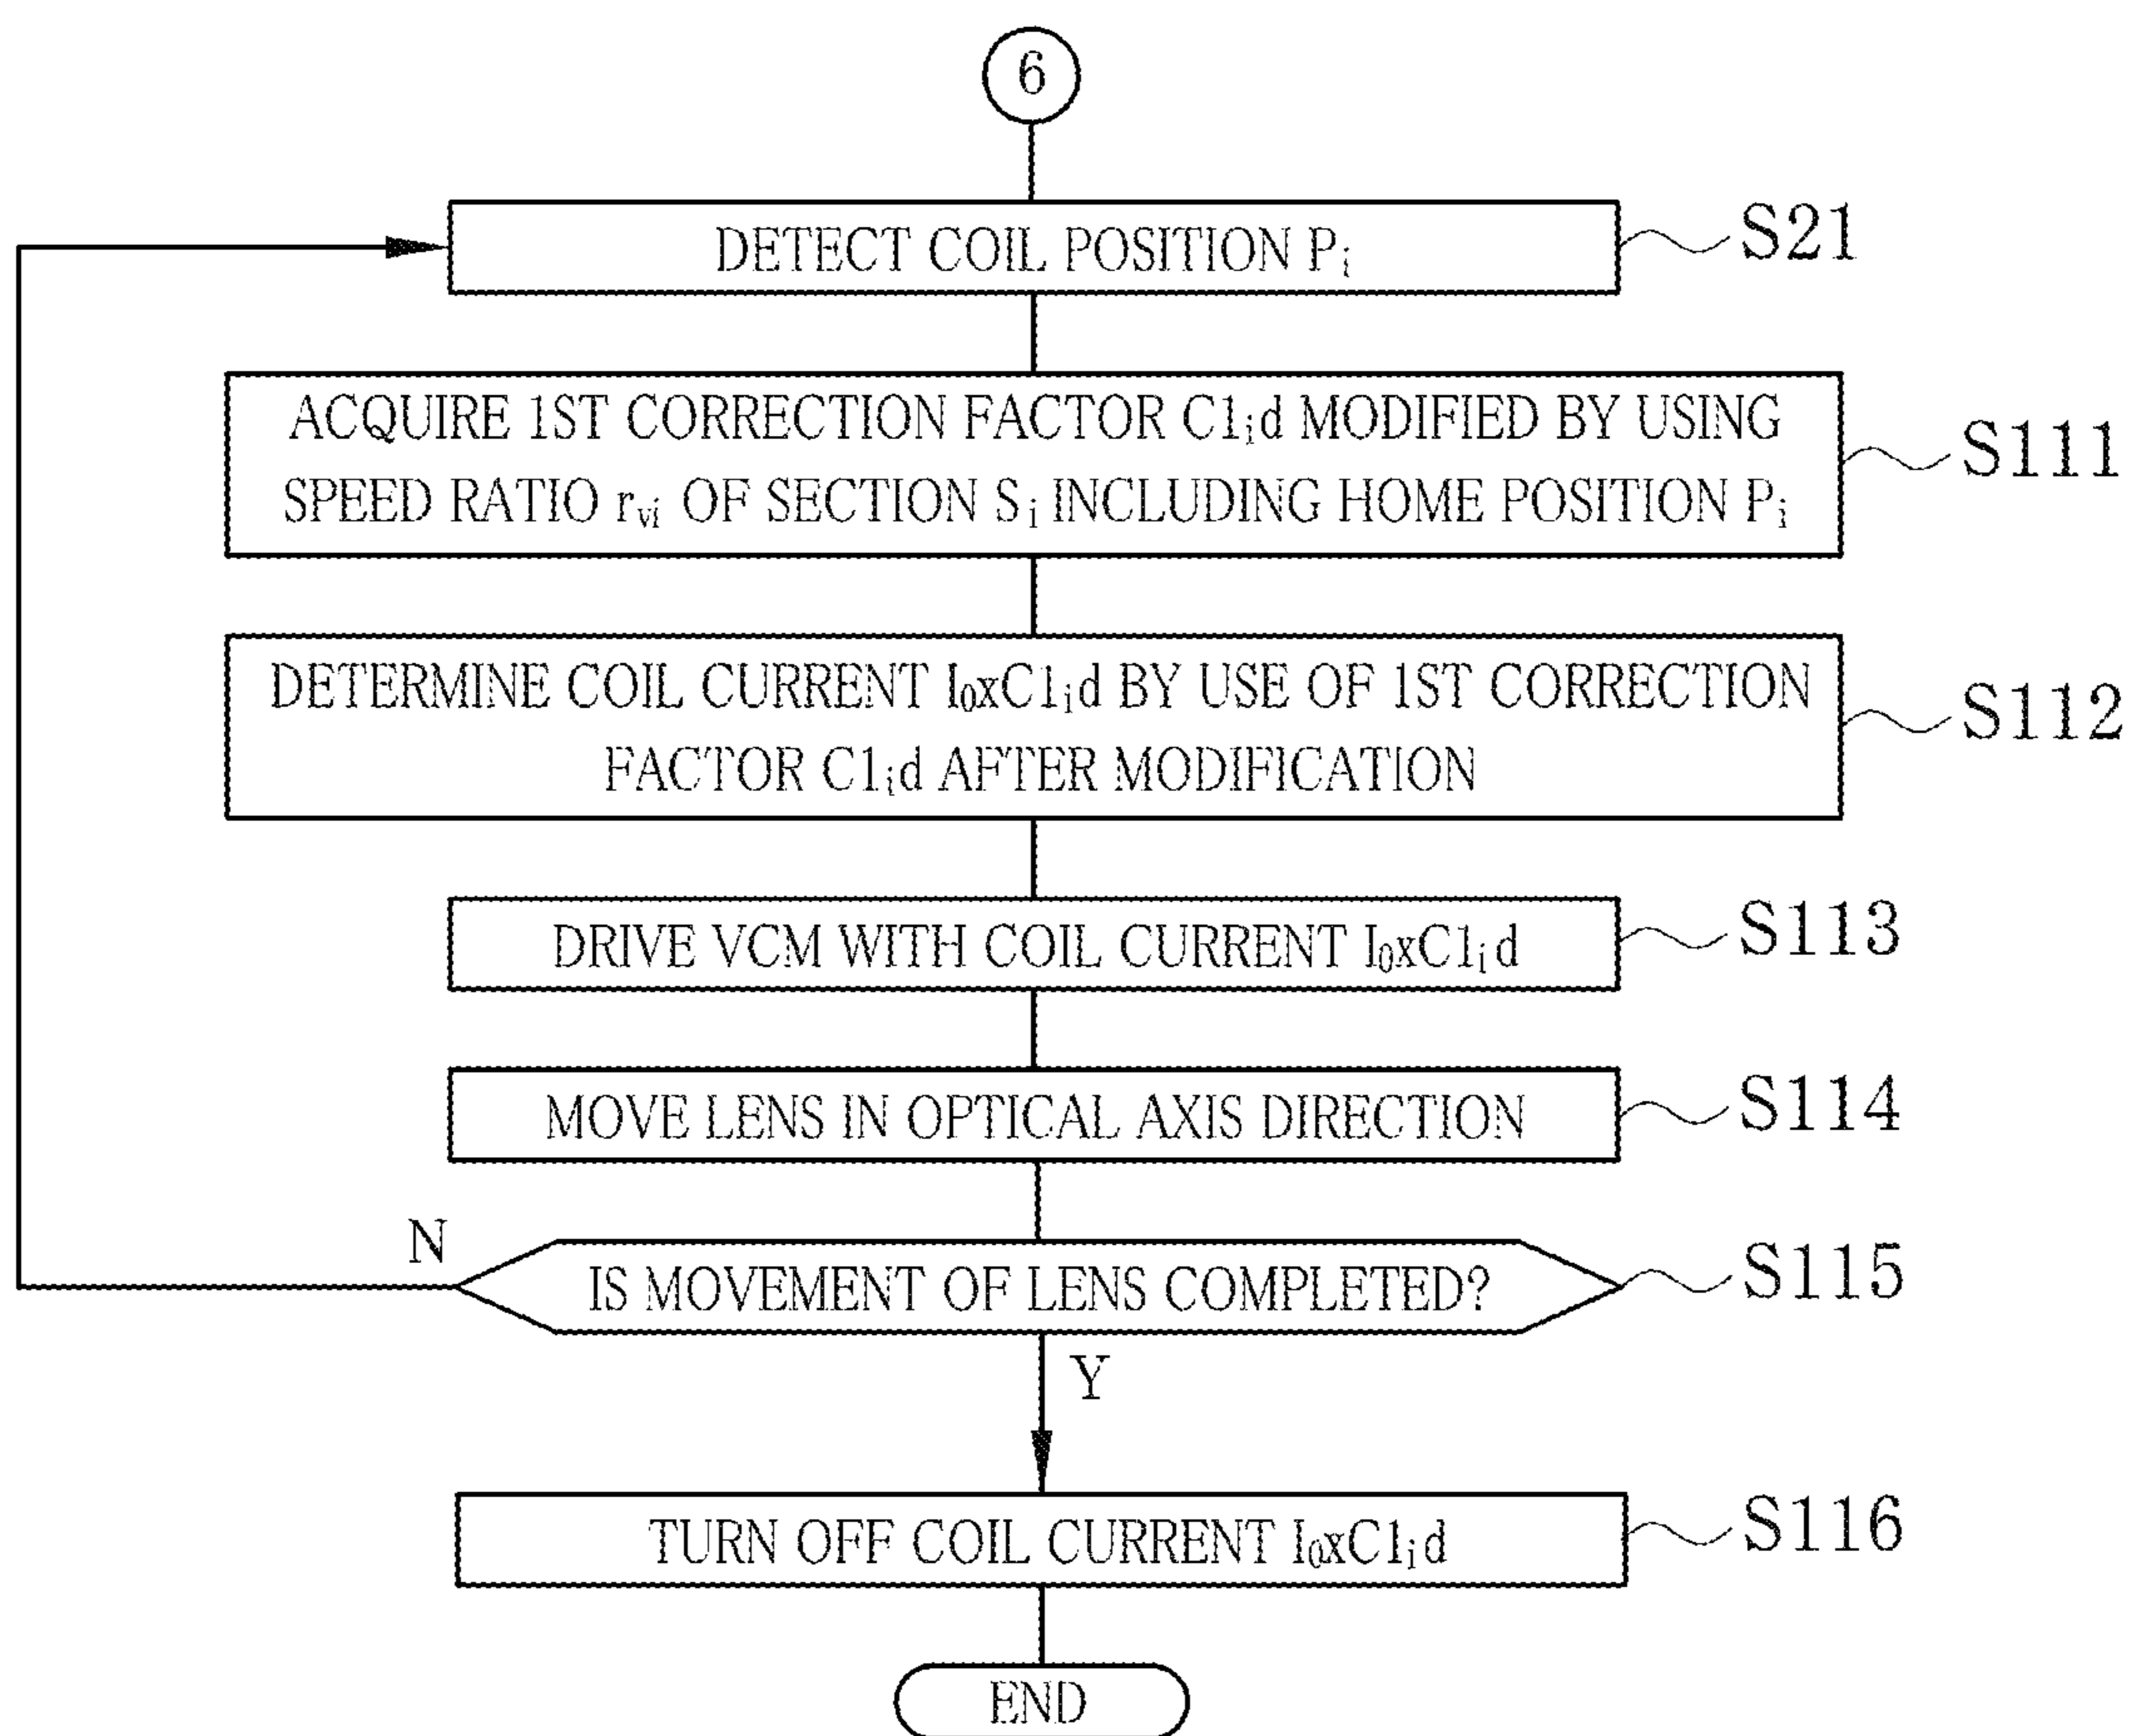 6
DETECT COIL POSITION Pᵢ
S21
ACQUIRE 1ST CORRECTION FACTOR C1ᵢd MODIFIED BY USING
SPEED RATIO rᵥᵢ OF SECTION Sᵢ INCLUDING HOME POSITION Pᵢ
S111
DETERMINE COIL CURRENT I₀xC1ᵢd BY USE OF 1ST CORRECTION
FACTOR C1ᵢd AFTER MODIFICATION
S112
DRIVE VCM WITH COIL CURRENT I₀xC1ᵢd
S113
MOVE LENS IN OPTICAL AXIS DIRECTION
S114
N
IS MOVEMENT OF LENS COMPLETED?
S115
Y
TURN OFF COIL CURRENT I₀xC1ᵢd
S116
END